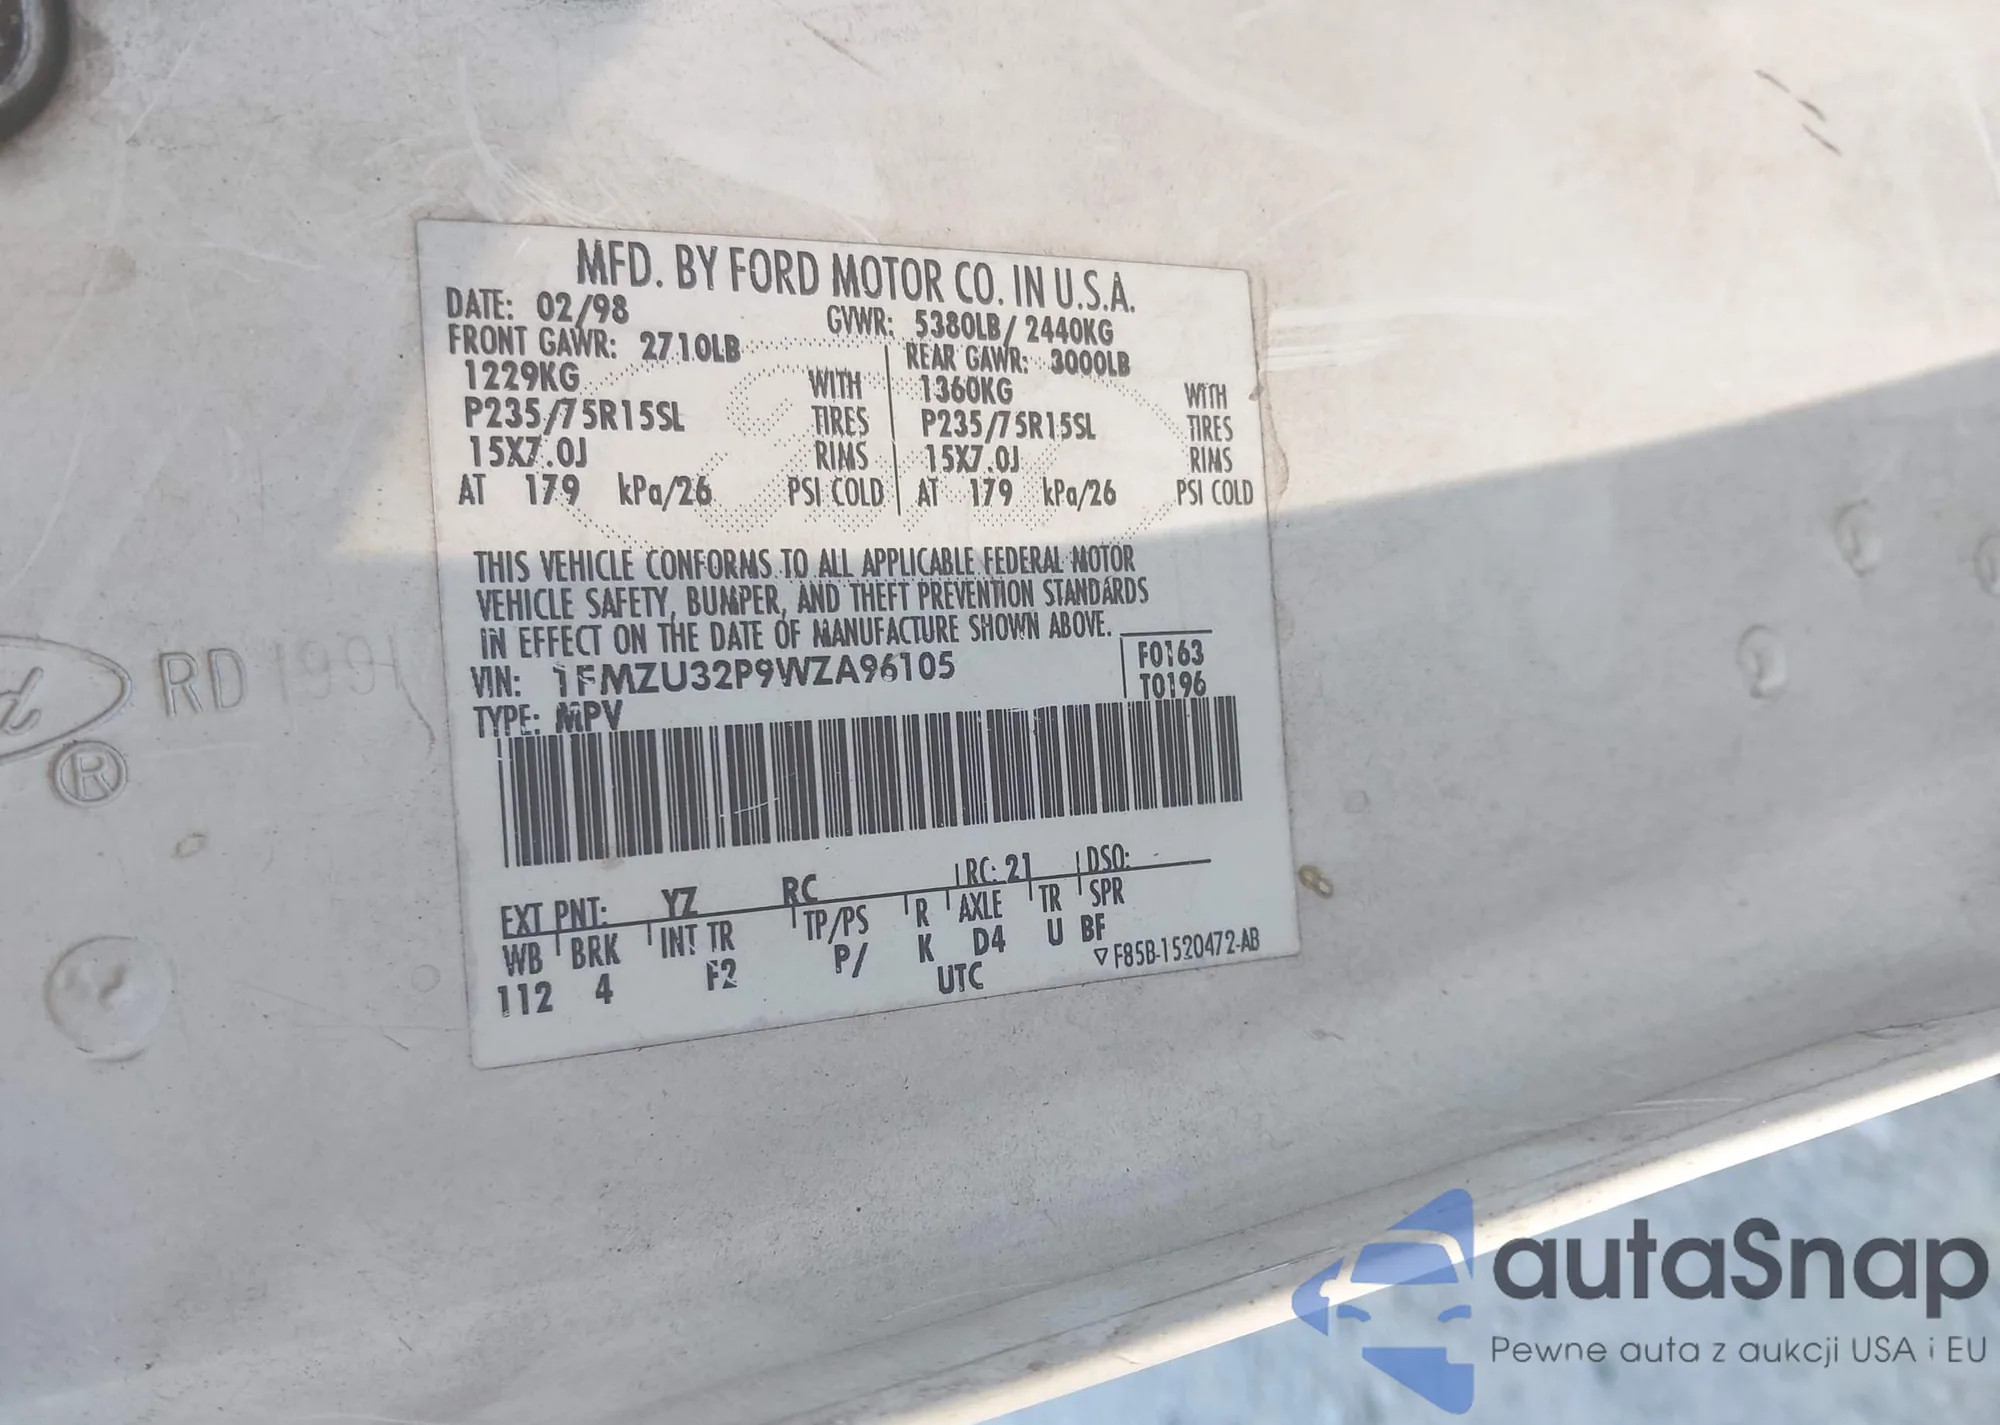 MFD. BY FORD MOTOR CO. IN U.S.A.
DATE: 02/98
GVWR: 5380LB/ 2440KG
FRONT GAWR: 2710LB
1229KG WITH
P235/75R15SL TIRES
15X7.0J RIMS
AT 179 kPa/26 PSI COLD
REAR GAWR: 3000LB
1360KG WITH
P235/75R15SL TIRES
15X7.0J RIMS
AT 179 kPa/26 PSI COLD
THIS VEHICLE CONFORMS TO ALL APPLICABLE FEDERAL MOTOR
VEHICLE SAFETY, BUMPER, AND THEFT PREVENTION STANDARDS
IN EFFECT ON THE DATE OF MANUFACTURE SHOWN ABOVE.
VIN: 1FMZU32P9WZA96105
F0163
T0196
TYPE: MPV
EXT PNT: YZ RC RC: 21 DSO:
WB BRK INT TR TP/PS R AXLE TR SPR
112 4 F2 P/ K D4 U BF
UTC
F85B-1520472-AB
RD 1991
®
autaSnap
Pewne auta z aukcji USA i EU